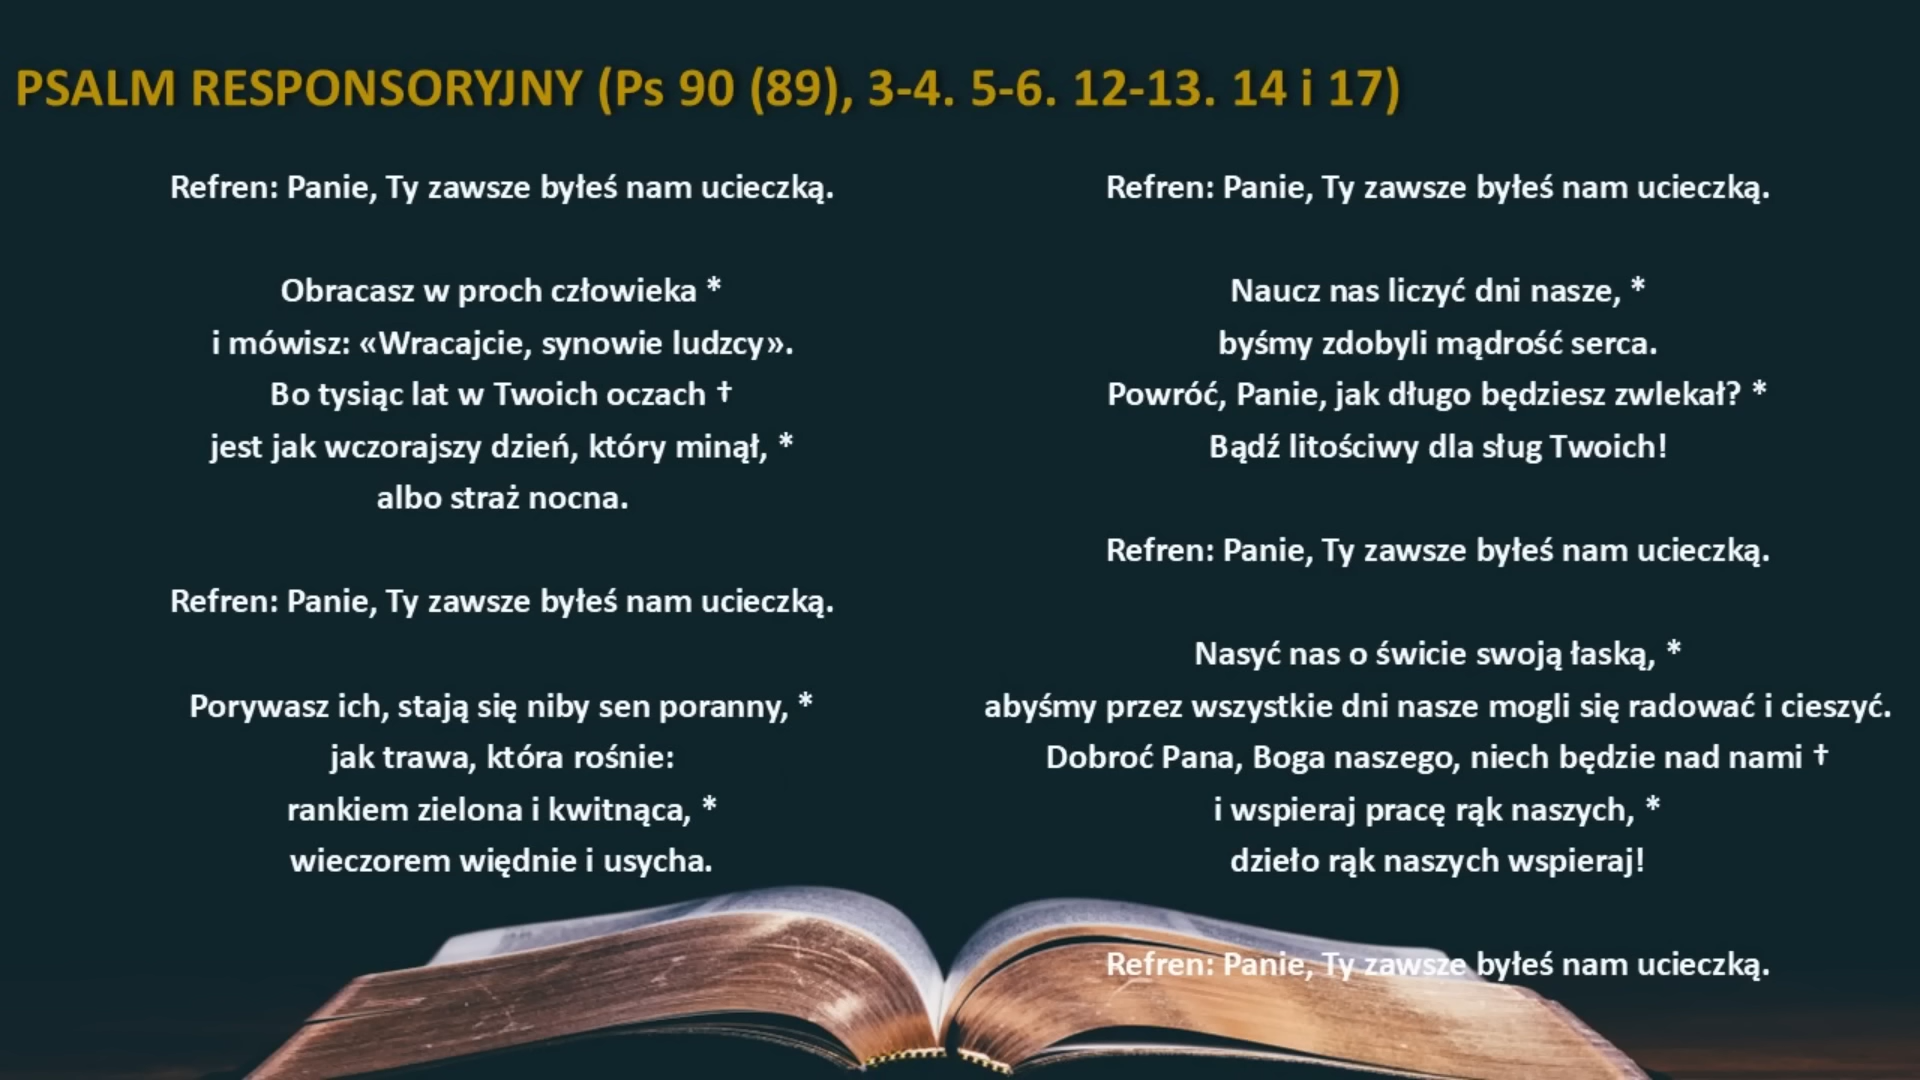 PSALM RESPONSORYJNY (Ps 90 (89), 3-4. 5-6. 12-13. 14 i 17)
Refren: Panie, Ty zawsze byłeś nam ucieczką.
Obracasz w proch człowieka *
i mówisz: «Wracajcie, synowie ludzcy».
Bo tysiąc lat w Twoich oczach †
jest jak wczorajszy dzień, który minął, *
albo straż nocna.
Refren: Panie, Ty zawsze byłeś nam ucieczką.
Porywasz ich, stają się niby sen poranny, *
jak trawa, która rośnie:
rankiem zielona i kwitnąca, *
wieczorem więdnie i usycha.
Refren: Panie, Ty zawsze byłeś nam ucieczką.
Naucz nas liczyć dni nasze, *
byśmy zdobyli mądrość serca.
Powróć, Panie, jak długo będziesz zwlekał? *
Bądź litościwy dla sług Twoich!
Refren: Panie, Ty zawsze byłeś nam ucieczką.
Nasyć nas o świcie swoją łaską, *
abyśmy przez wszystkie dni nasze mogli się radować i cieszyć.
Dobroć Pana, Boga naszego, niech będzie nad nami †
i wspieraj pracę rąk naszych, *
dzieło rąk naszych wspieraj!
Refren: Panie, Ty zawsze byłeś nam ucieczką.